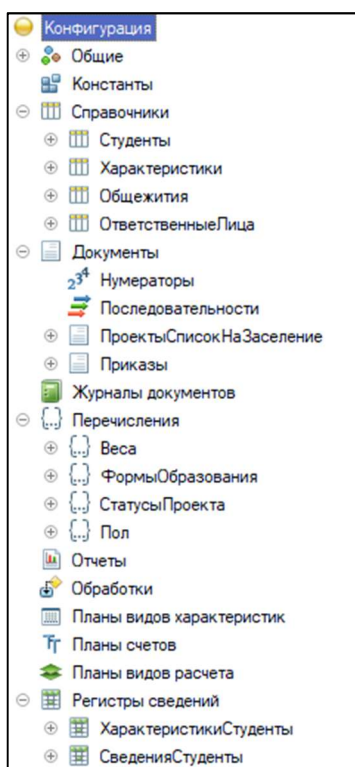 Конфигурация
Общие
Константы
Справочники
Студенты
Характеристики
Общежития
ОтветственныеЛица
Документы
Нумераторы
Последовательности
ПроектыСписокНаЗаселение
Приказы
Журналы документов
Перечисления
Веса
ФормыОбразования
СтатусыПроекта
Пол
Отчеты
Обработки
Планы видов характеристик
Планы счетов
Планы видов расчета
Регистры сведений
ХарактеристикиСтуденты
СведенияСтуденты